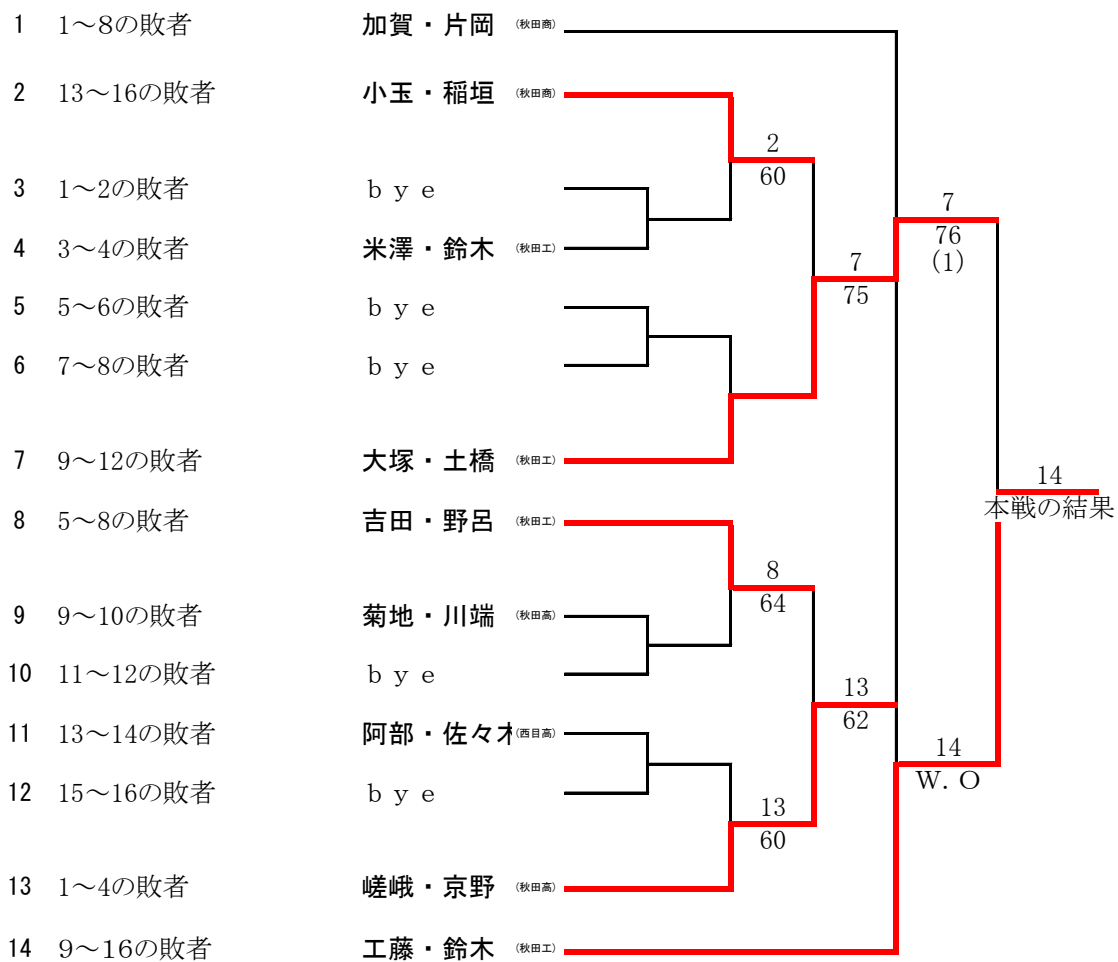 1 1～8の敗者 加賀・片岡 (秋田商)
2 13～16の敗者 小玉・稲垣 (秋田商)
2
60
3 1～2の敗者 ｂｙｅ
7
76
(1)
4 3～4の敗者 米澤・鈴木 (秋田工)
7
75
5 5～6の敗者 ｂｙｅ
6 7～8の敗者 ｂｙｅ
7 9～12の敗者 大塚・土橋 (秋田工)
14
本戦の結果
8 5～8の敗者 吉田・野呂 (秋田工)
8
64
9 9～10の敗者 菊地・川端 (秋田高)
10 11～12の敗者 ｂｙｅ
13
62
11 13～14の敗者 阿部・佐々木 (西目高)
14
Ｗ.Ｏ
12 15～16の敗者 ｂｙｅ
13
60
13 1～4の敗者 嵯峨・京野 (秋田高)
14 9～16の敗者 工藤・鈴木 (秋田工)